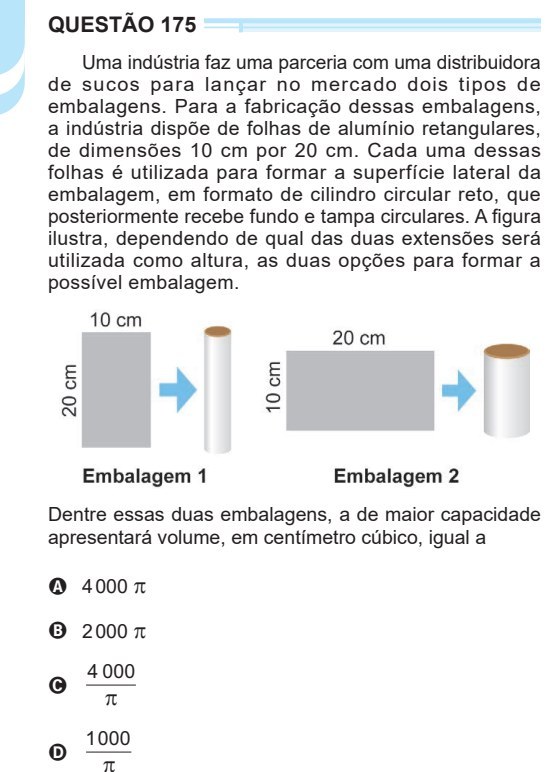 QUESTÃO 175
Uma indústria faz uma parceria com uma distribuidora
de sucos para lançar no mercado dois tipos de
embalagens. Para a fabricação dessas embalagens,
a indústria dispõe de folhas de alumínio retangulares,
de dimensões 10 cm por 20 cm. Cada uma dessas
folhas é utilizada para formar a superfície lateral da
embalagem, em formato de cilindro circular reto, que
posteriormente recebe fundo e tampa circulares. A figura
ilustra, dependendo de qual das duas extensões será
utilizada como altura, as duas opções para formar a
possível embalagem.
10 cm
20 cm
Embalagem 1
20 cm
10 cm
Embalagem 2
Dentre essas duas embalagens, a de maior capacidade
apresentará volume, em centímetro cúbico, igual a
A 4 000 π
B 2 000 π
C 4 000
π
D 1000
π